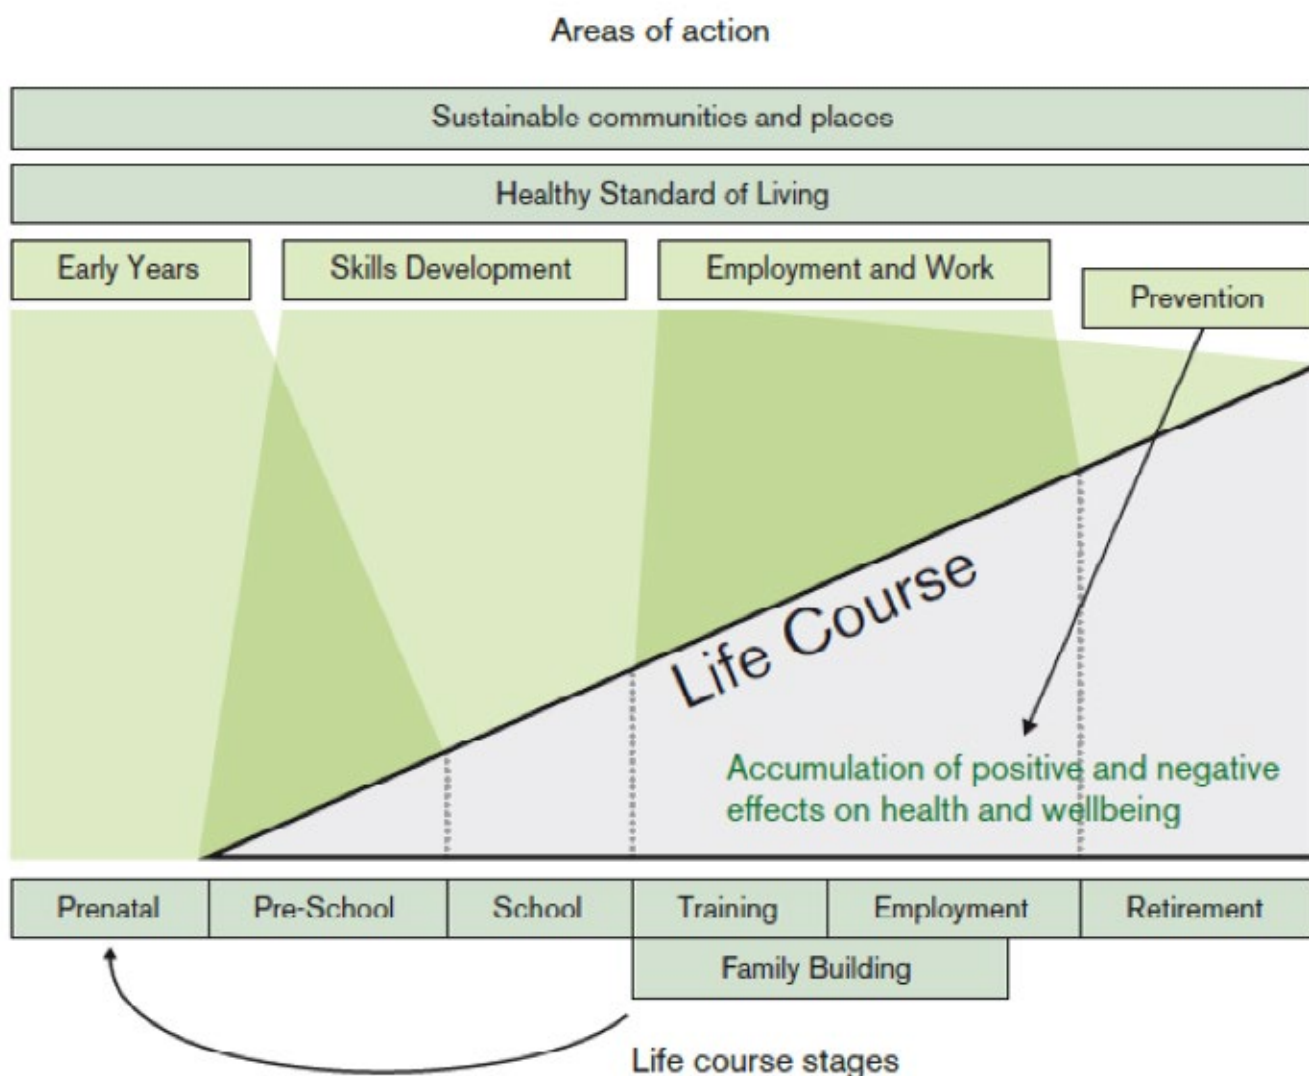 Areas of action
Sustainable communities and places
Healthy Standard of Living
Early Years
Skills Development
Employment and Work
Prevention
Life Course
Accumulation of positive and negative
effects on health and wellbeing
Prenatal
Pre-School
School
Training
Employment
Retirement
Family Building
Life course stages